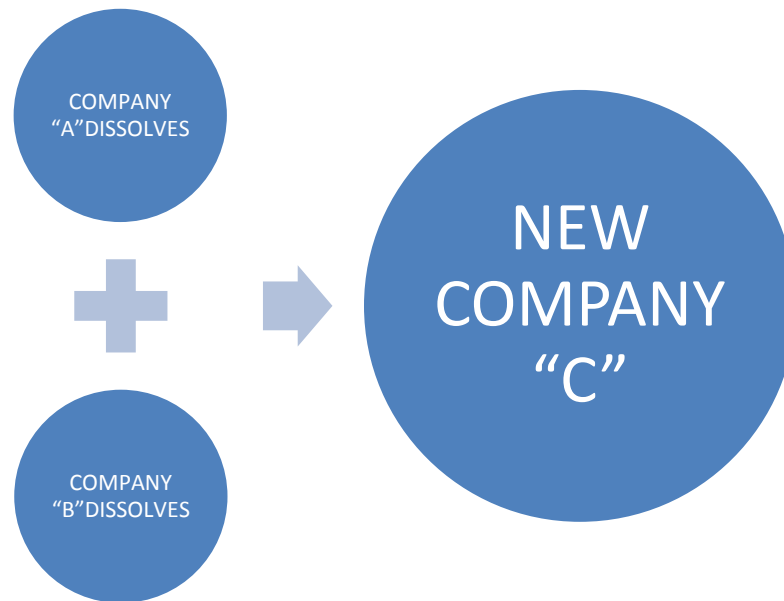 COMPANY
“A”DISSOLVES
COMPANY
“B”DISSOLVES
NEW
COMPANY
“C”